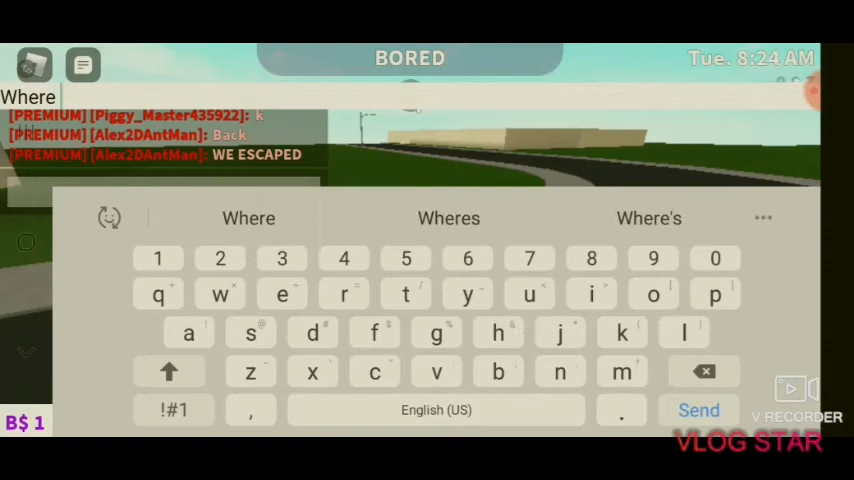 BORED
Tue. 8:24 AM
Where
[PREMIUM] [Piggy_Master435922]: k
[PREMIUM] [Alex2DAntMan]: Back
[PREMIUM] [Alex2DAntMan]: WE ESCAPED
Where Wheres Where's
1 2 3 4 5 6 7 8 9 0
q w e r t y u i o p
a s d f g h j k l
z x c v b n m
!#1 , English (US) . Send
B$ 1
V RECORDER
VLOG STAR